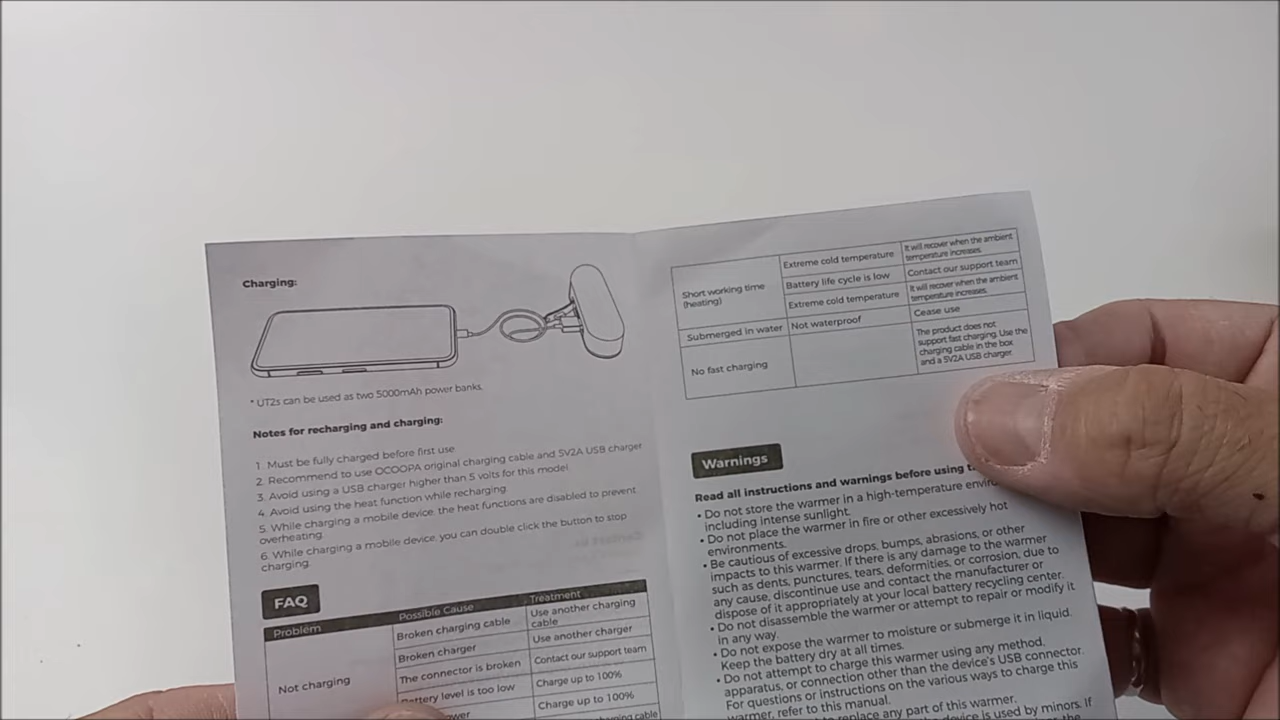 Charging:
* UT2s can be used as two 5000mAh power banks.
Notes for recharging and charging:
1. Must be fully charged before first use
2. Recommend to use OCOOPA original charging cable and 5V2A USB charger
3. Avoid using a USB charger higher than 5 volts for this model
4. Avoid using the heat function while recharging.
5. While charging a mobile device, the heat functions are disabled to prevent
overheating.
6. While charging a mobile device, you can double click the button to stop
charging.
FAQ
Problem Possible Cause Treatment
Not charging
Broken charging cable
Use another charging
cable
Broken charger
Use another charger
The connector is broken
Contact our support team
Battery level is too low
Charge up to 100%
Charge up to 100%
charging cable
Short working time
(heating)
Extreme cold temperature
It will recover when the ambient
temperature increases.
Battery life cycle is low
Contact our support team
Extreme cold temperature
It will recover when the ambient
temperature increases.
Submerged in water
Not waterproof
Cease use
No fast charging
The product does not
support fast charging. Use the
charging cable in the box
and a 5V2A USB charger.
Warnings
Read all instructions and warnings before using
• Do not store the warmer in a high-temperature
including intense sunlight.
• Do not place the warmer in fire or other excessively hot
environments.
• Be cautious of excessive drops, bumps, abrasions, or other
impacts to this warmer. If there is any damage to the warmer
such as dents, punctures, tears, deformities, or corrosion, due to
any cause, discontinue use and contact the manufacturer or
dispose of it appropriately at your local battery recycling center.
• Do not disassemble the warmer or attempt to repair or modify it
in any way.
• Do not expose the warmer to moisture or submerge it in liquid.
Keep the battery dry at all times.
• Do not attempt to charge this warmer using any method,
apparatus, or connection other than the device's USB connector.
For questions or instructions on the various ways to charge this
warmer, refer to this manual.
replace any part of this warmer.
device is used by minors. If
the